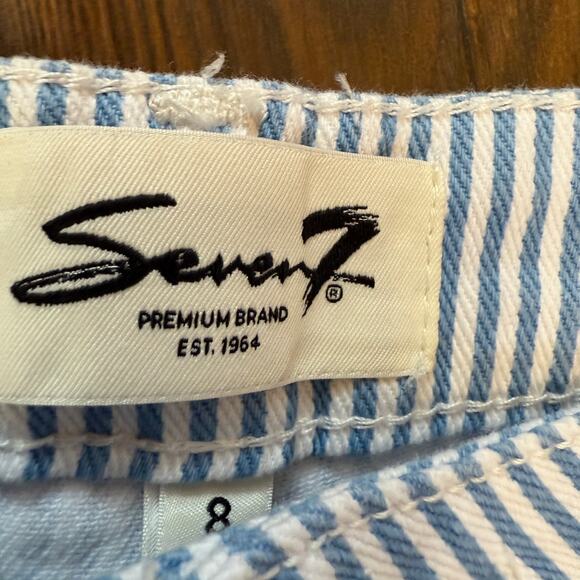 Seven7®
PREMIUM BRAND
EST. 1964
8